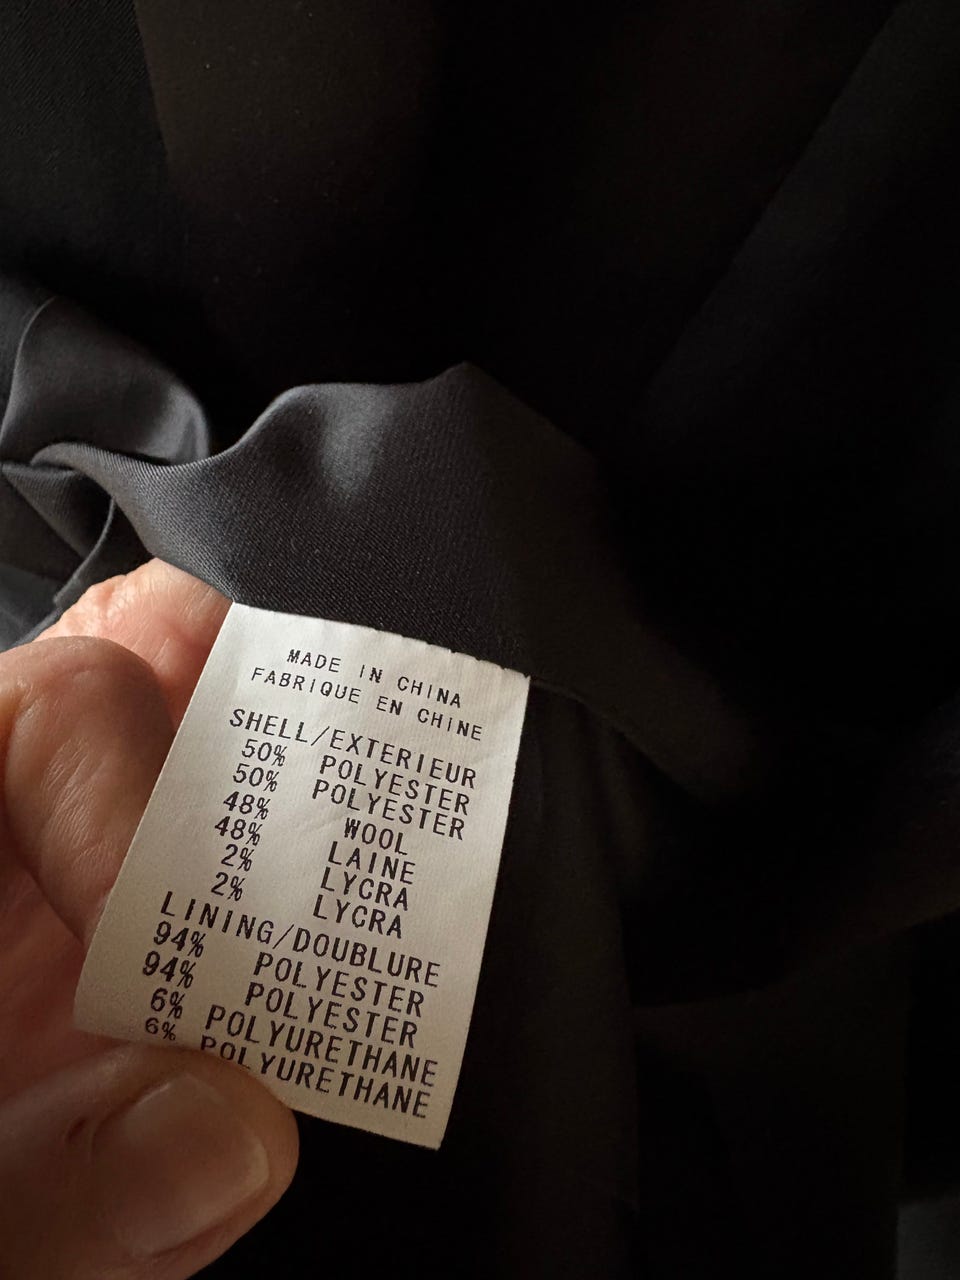 MADE IN CHINA
FABRIQUE EN CHINE
SHELL/EXTERIEUR
50% POLYESTER
50% POLYESTER
48% WOOL
48% LAINE
2% LYCRA
2% LYCRA
LINING/DOUBLURE
94% POLYESTER
94% POLYESTER
6% POLYURETHANE
6% POLYURETHANE